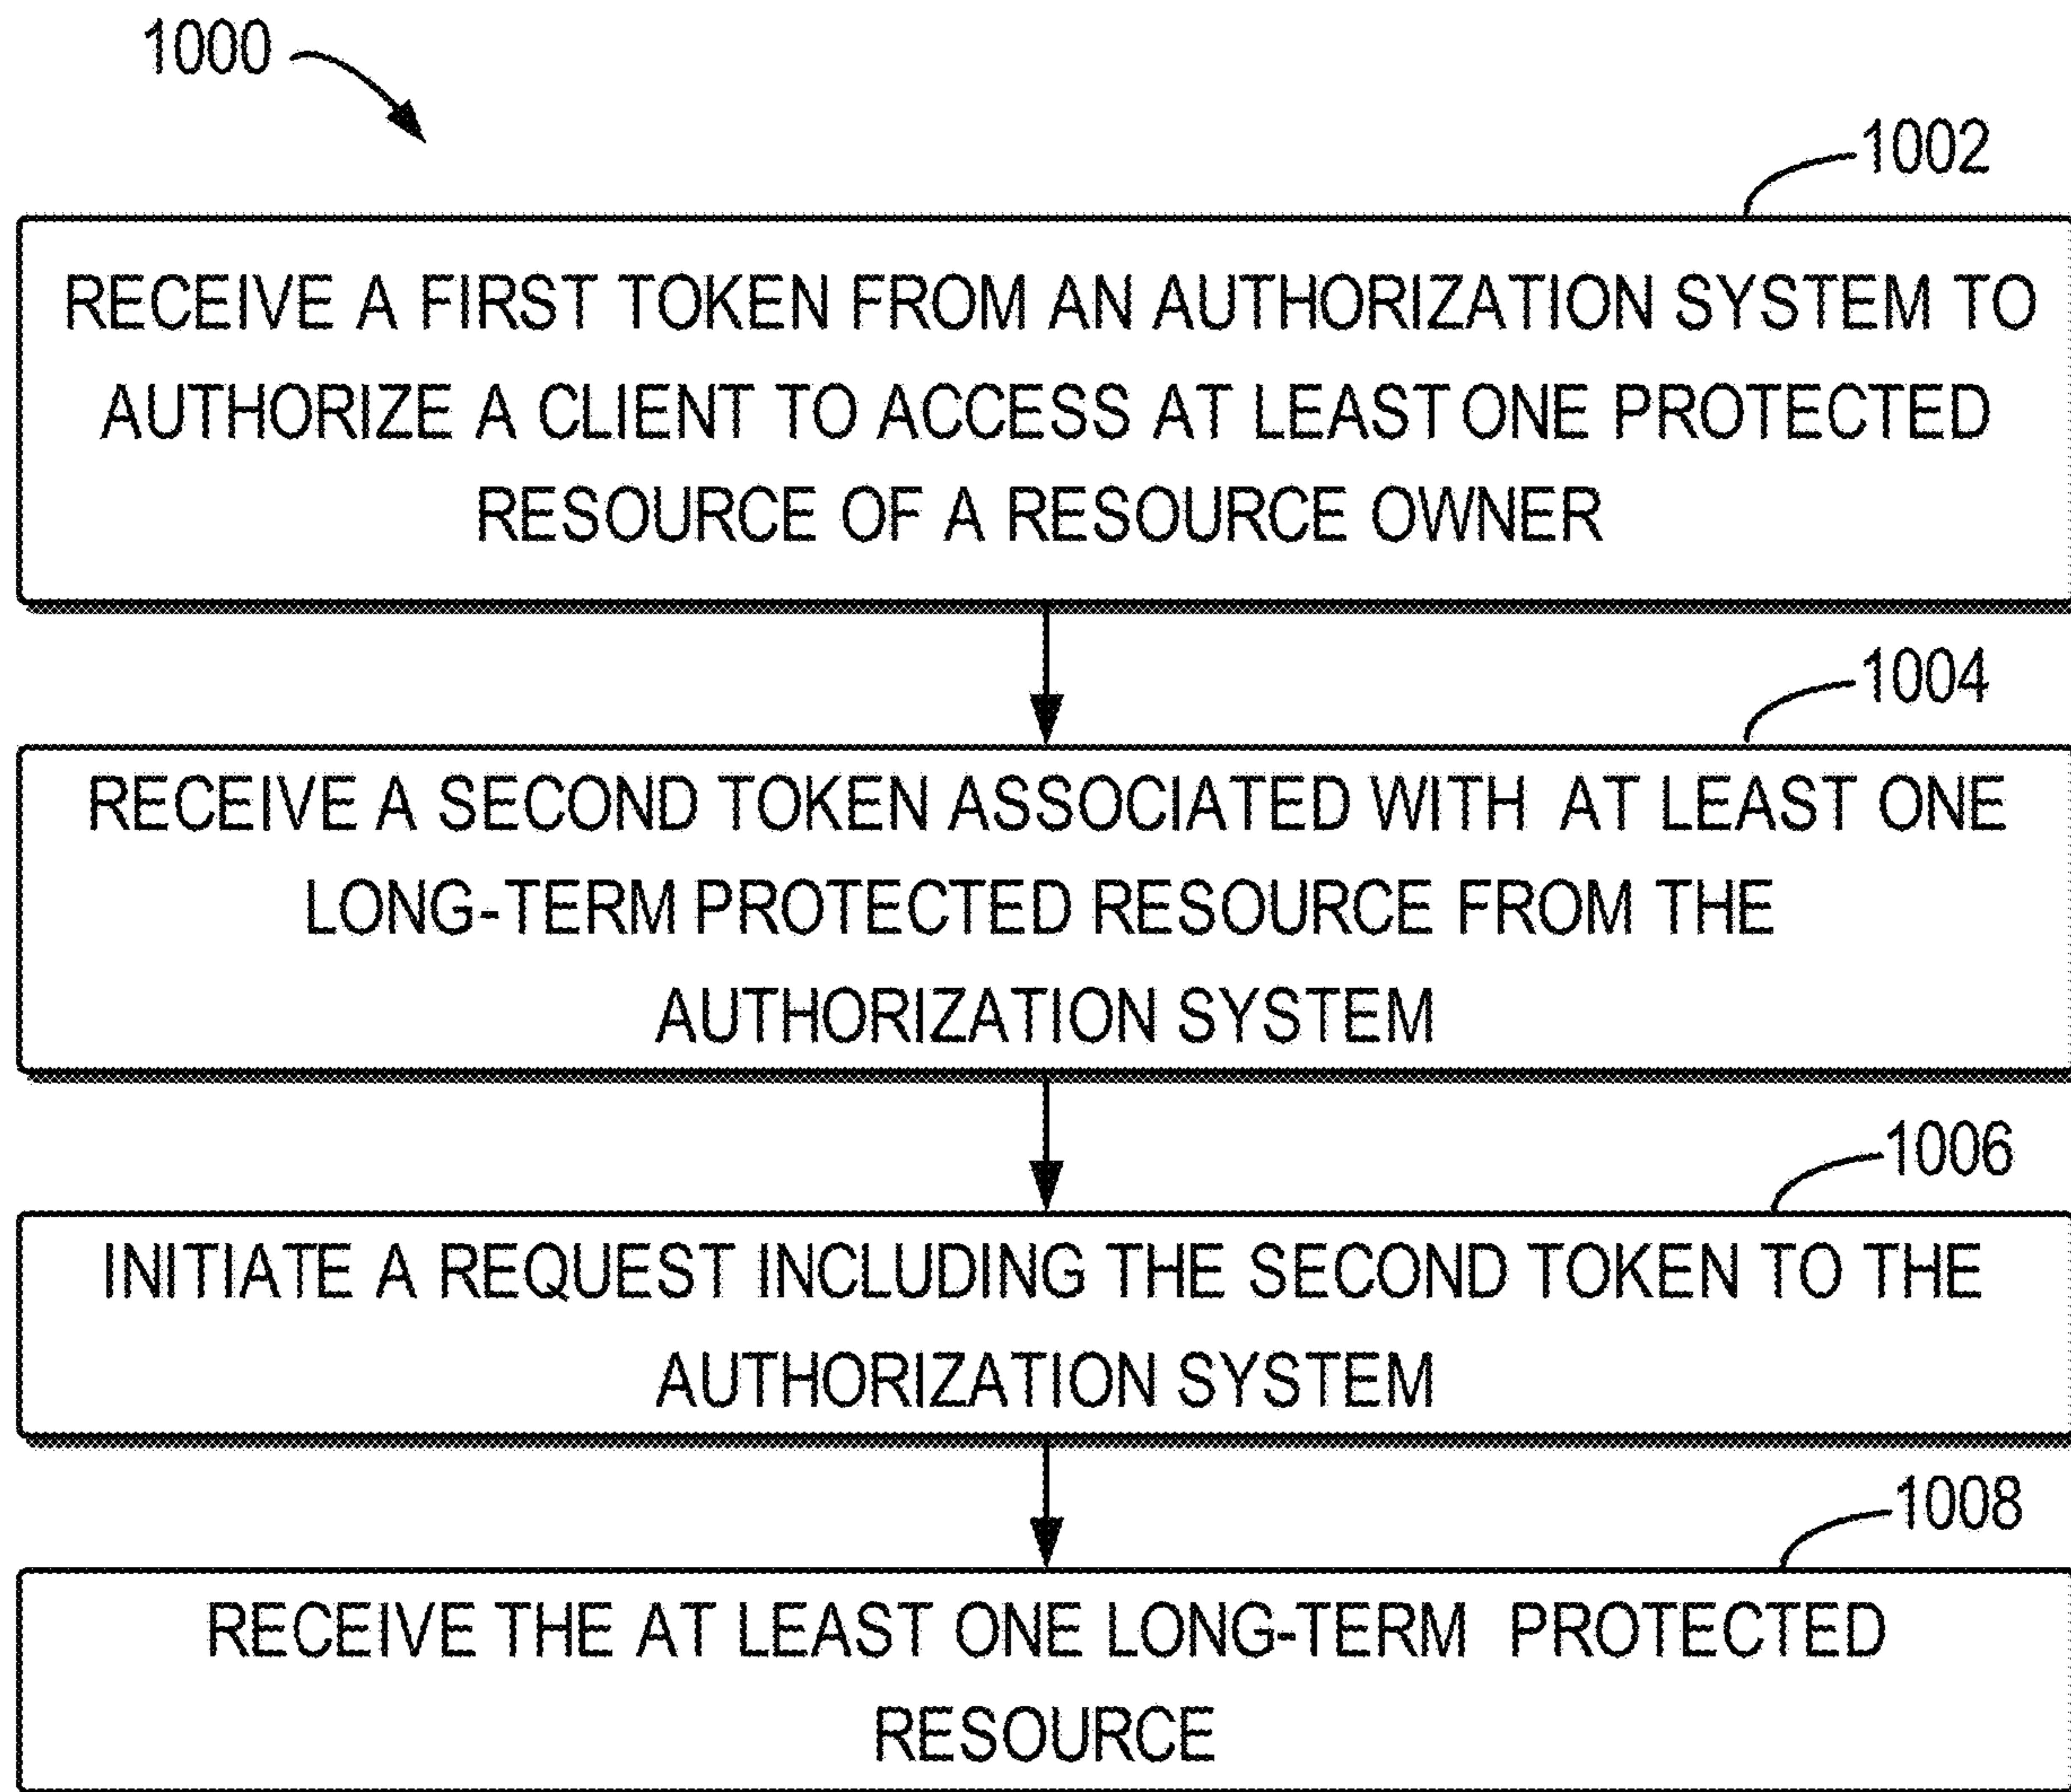 1000
1002
RECEIVE A FIRST TOKEN FROM AN AUTHORIZATION SYSTEM TO
AUTHORIZE A CLIENT TO ACCESS AT LEAST ONE PROTECTED
RESOURCE OF A RESOURCE OWNER
1004
RECEIVE A SECOND TOKEN ASSOCIATED WITH AT LEAST ONE
LONG-TERM PROTECTED RESOURCE FROM THE
AUTHORIZATION SYSTEM
1006
INITIATE A REQUEST INCLUDING THE SECOND TOKEN TO THE
AUTHORIZATION SYSTEM
1008
RECEIVE THE AT LEAST ONE LONG-TERM PROTECTED
RESOURCE